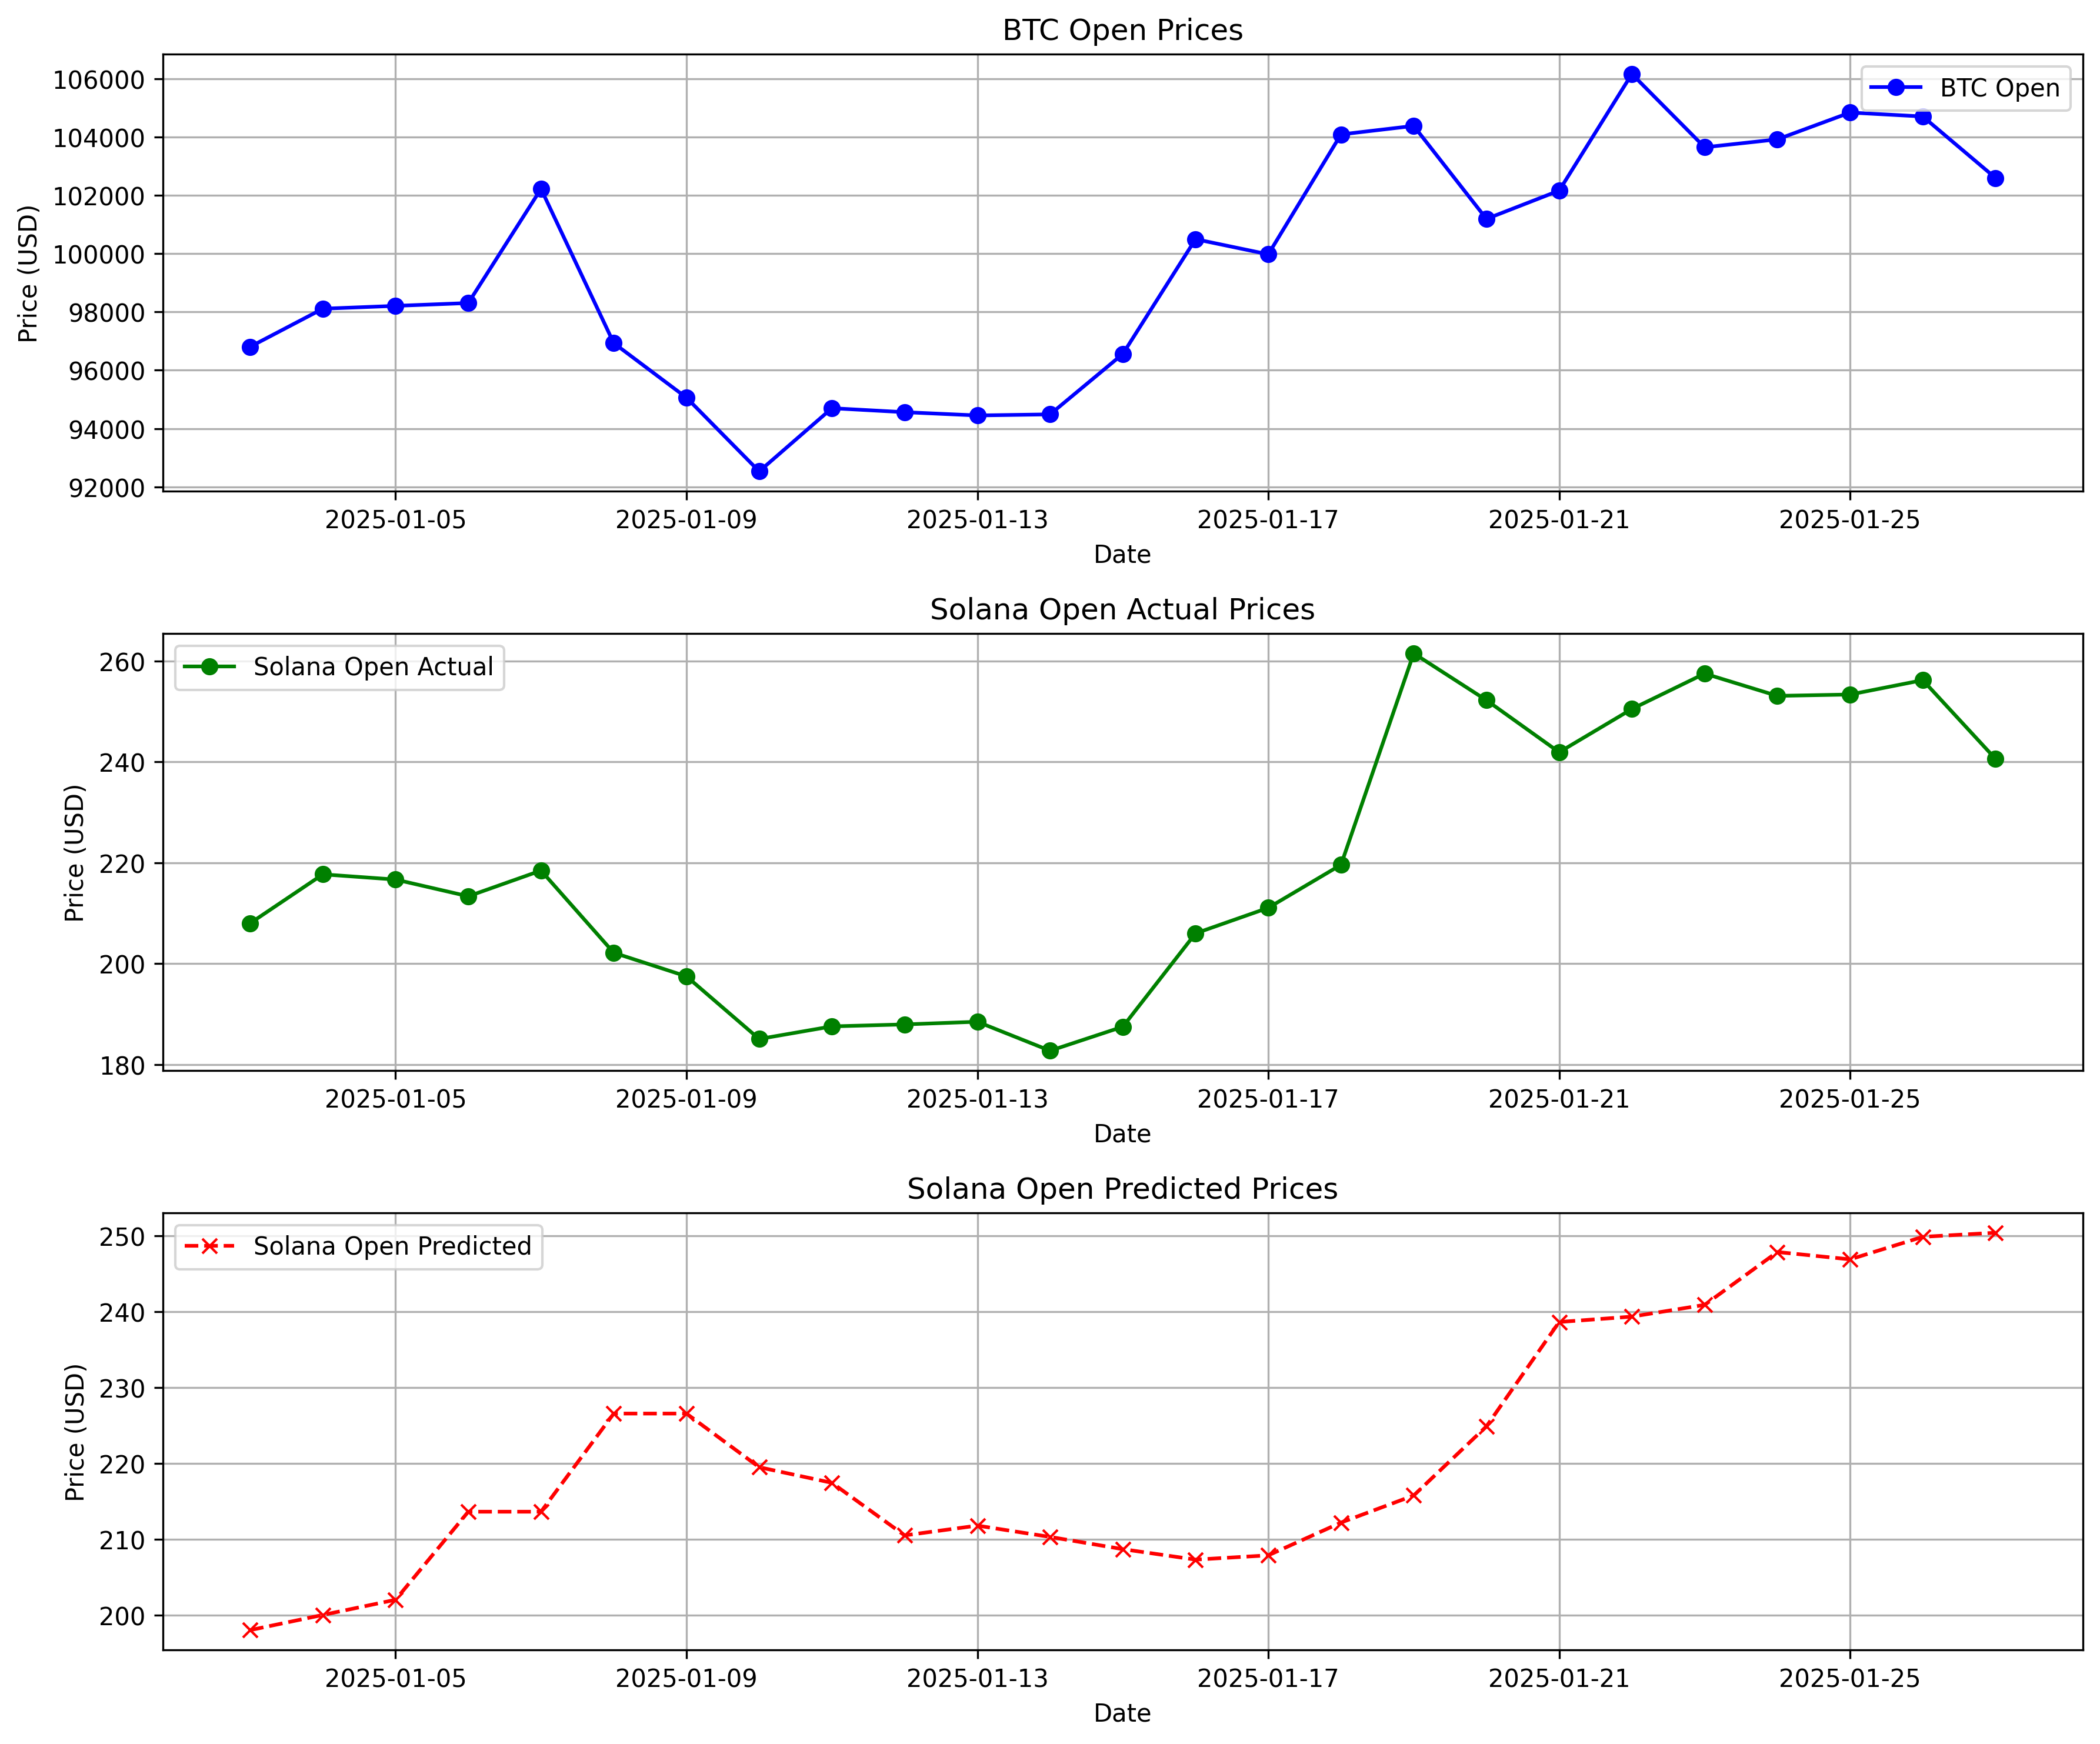 BTC Open Prices
106000
104000
102000
100000
98000
96000
94000
92000
Price (USD)
BTC Open
2025-01-05 2025-01-09 2025-01-13 2025-01-17 2025-01-21 2025-01-25
Date
Solana Open Actual Prices
260
240
220
200
180
Price (USD)
Solana Open Actual
2025-01-05 2025-01-09 2025-01-13 2025-01-17 2025-01-21 2025-01-25
Date
Solana Open Predicted Prices
250
240
230
220
210
200
Price (USD)
Solana Open Predicted
2025-01-05 2025-01-09 2025-01-13 2025-01-17 2025-01-21 2025-01-25
Date